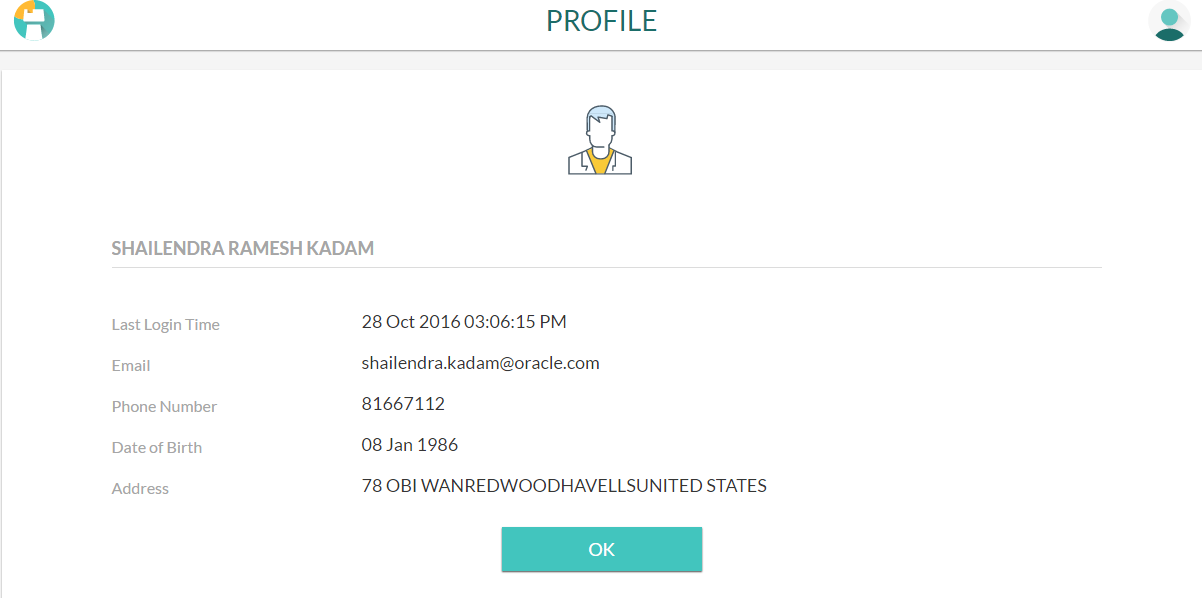 PROFILE
SHAILENDRA RAMESH KADAM
Last Login Time 28 Oct 2016 03:06:15 PM
Email shailendra.kadam@oracle.com
Phone Number 81667112
Date of Birth 08 Jan 1986
Address 78 OBI WANREDWOODHAVELLSUNITED STATES
OK